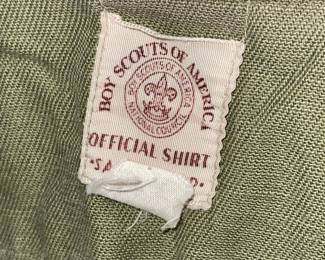 BOY SCOUTS OF AMERICA
BOY SCOUTS OF AMERICA
NATIONAL COUNCIL
OFFICIAL SHIRT